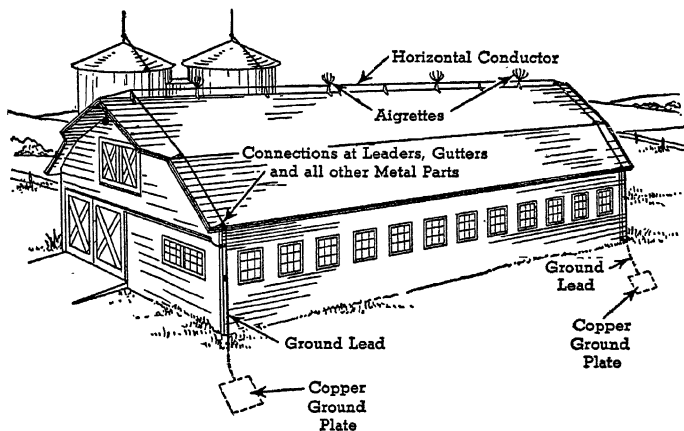 Horizontal Conductor
Aigrettes
Connections at Leaders, Gutters
and all other Metal Parts
Ground
Lead
Copper
Ground
Plate
Ground Lead
Copper
Ground
Plate